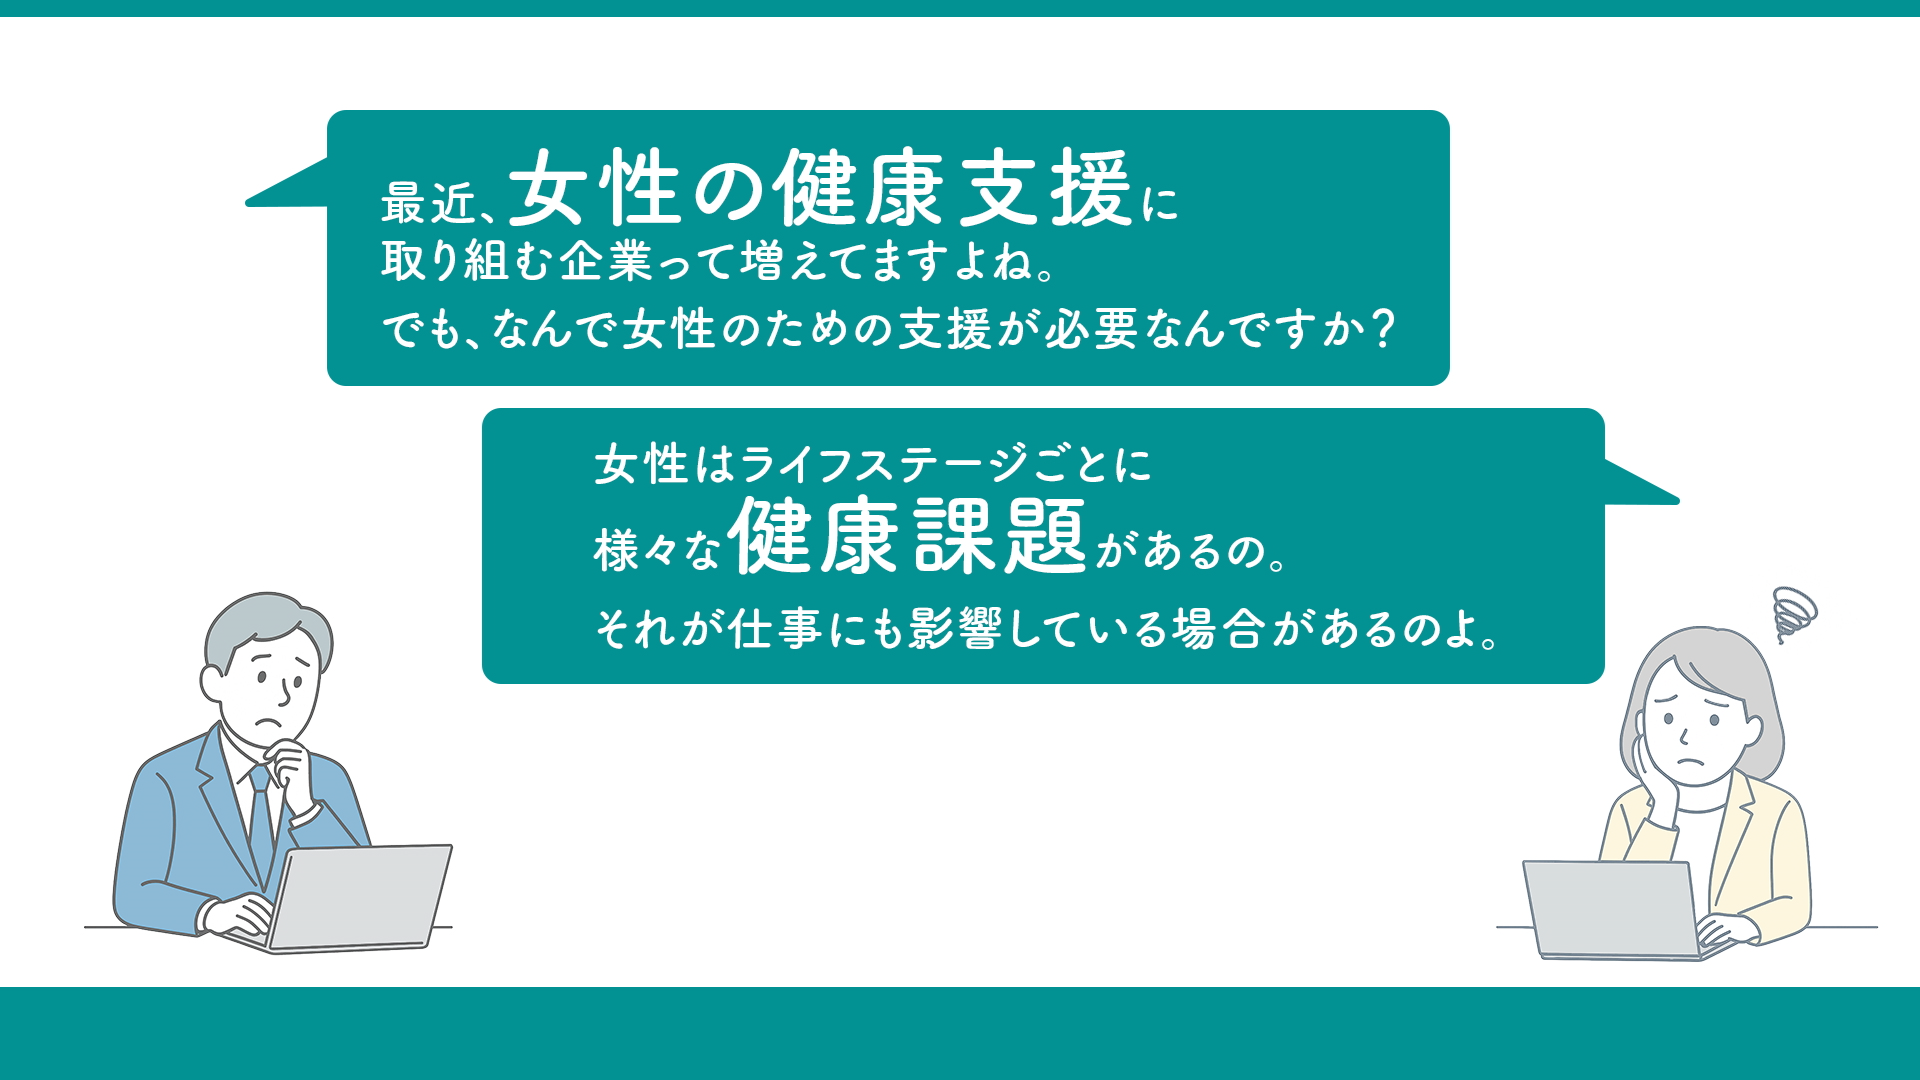 最近、女性の健康支援に
取り組む企業って増えてますよね。
でも、なんで女性のための支援が必要なんですか？
女性はライフステージごとに
様々な健康課題があるの。
それが仕事にも影響している場合があるのよ。